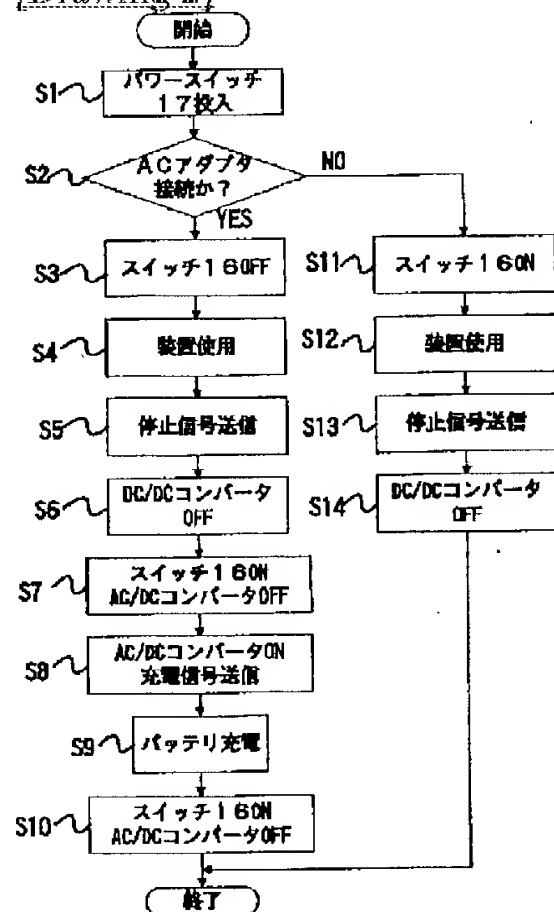 開始
S1
パワースイッチ
17投入
S2
ACアダプタ
接続か?
NO
YES
S3
スイッチ16OFF
S11
スイッチ16ON
S4
装置使用
S12
装置使用
S5
停止信号送信
S13
停止信号送信
S6
DC/DCコンバータ
OFF
S14
DC/DCコンバータ
OFF
S7
スイッチ16ON
AC/DCコンバータOFF
S8
AC/DCコンバータON
充電信号送信
S9
バッテリ充電
S10
スイッチ16ON
AC/DCコンバータOFF
終了